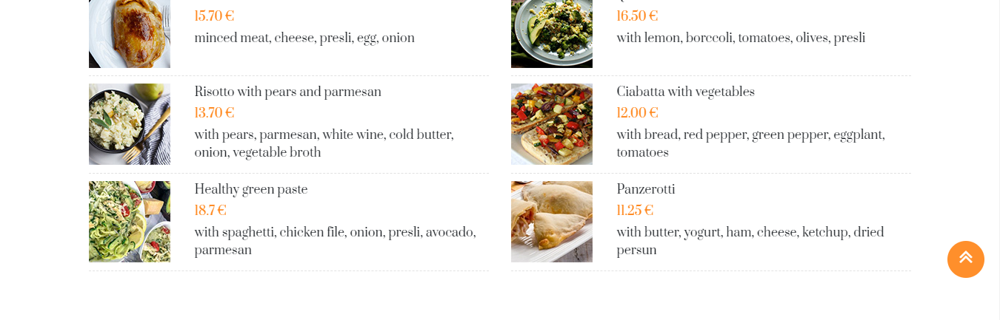 15.70 €
minced meat, cheese, presli, egg, onion
Risotto with pears and parmesan
13.70 €
with pears, parmesan, white wine, cold butter,
onion, vegetable broth
Healthy green paste
18.7 €
with spaghetti, chicken file, onion, presli, avocado,
parmesan
16.50 €
with lemon, borccoli, tomatoes, olives, presli
Ciabatta with vegetables
12.00 €
with bread, red pepper, green pepper, eggplant,
tomatoes
Panzerotti
11.25 €
with butter, yogurt, ham, cheese, ketchup, dried
persun